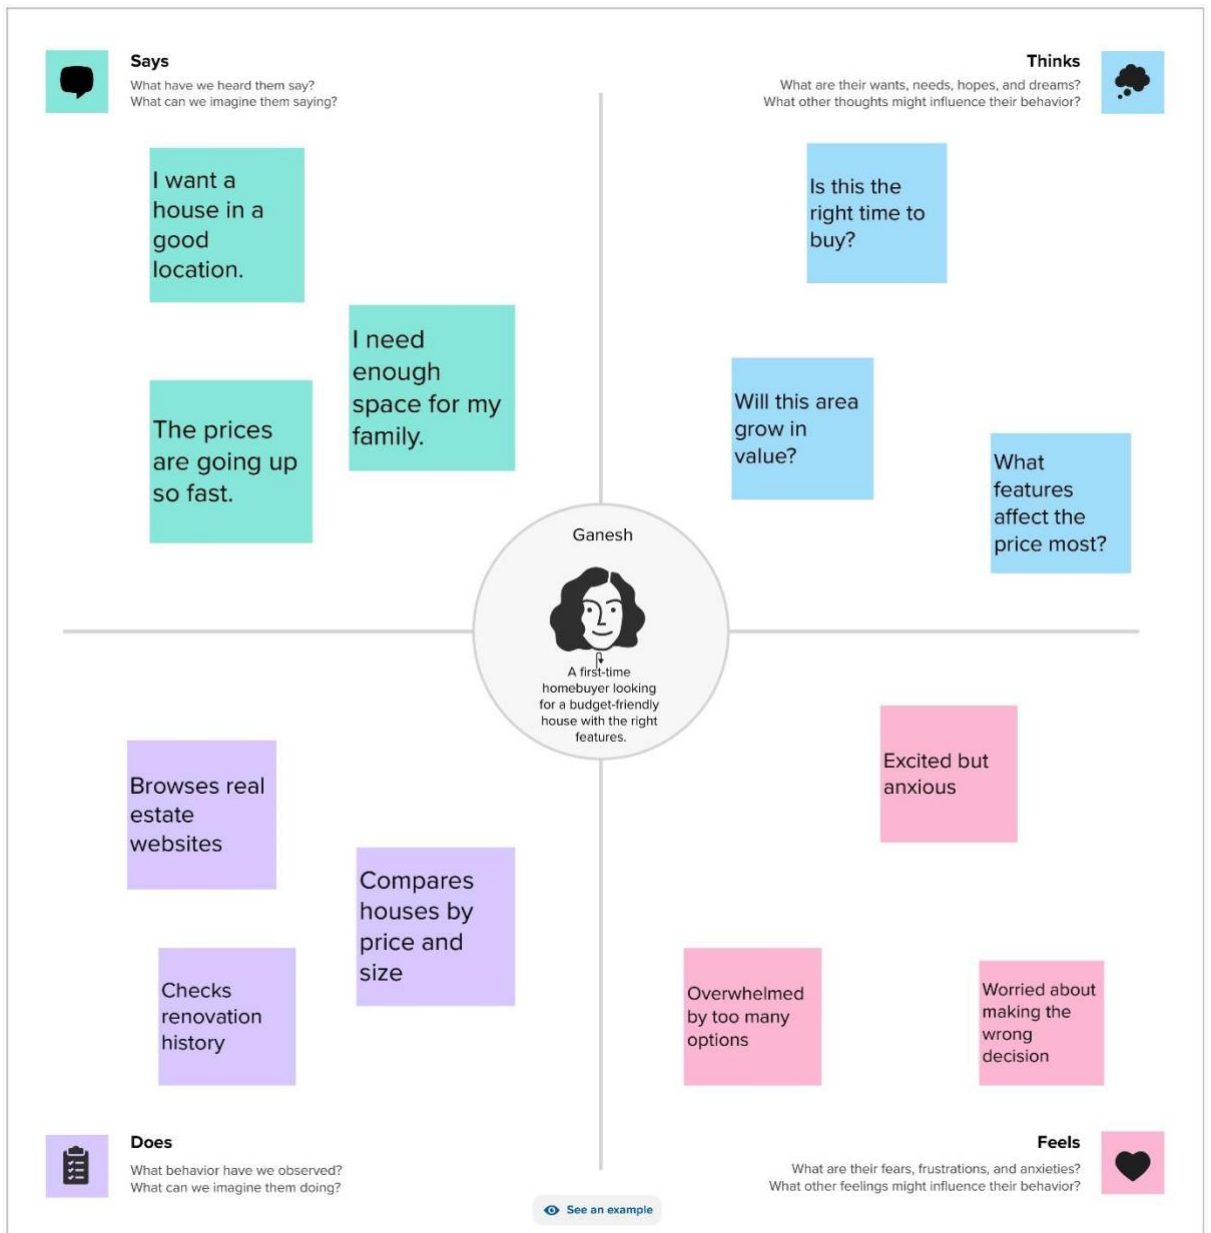 Says
What have we heard them say?
What can we imagine them saying?
I want a
house in a
good
location.
I need
enough
space for my
family.
The prices
are going up
so fast.
Thinks
What are their wants, needs, hopes, and dreams?
What other thoughts might influence their behavior?
Is this the
right time to
buy?
Will this area
grow in
value?
What
features
affect the
price most?
Ganesh
A first-time
homebuyer looking
for a budget-friendly
house with the right
features.
Browses real
estate
websites
Compares
houses by
price and
size
Checks
renovation
history
Does
What behavior have we observed?
What can we imagine them doing?
Excited but
anxious
Overwhelmed
by too many
options
Worried about
making the
wrong
decision
Feels
What are their fears, frustrations, and anxieties?
What other feelings might influence their behavior?
See an example